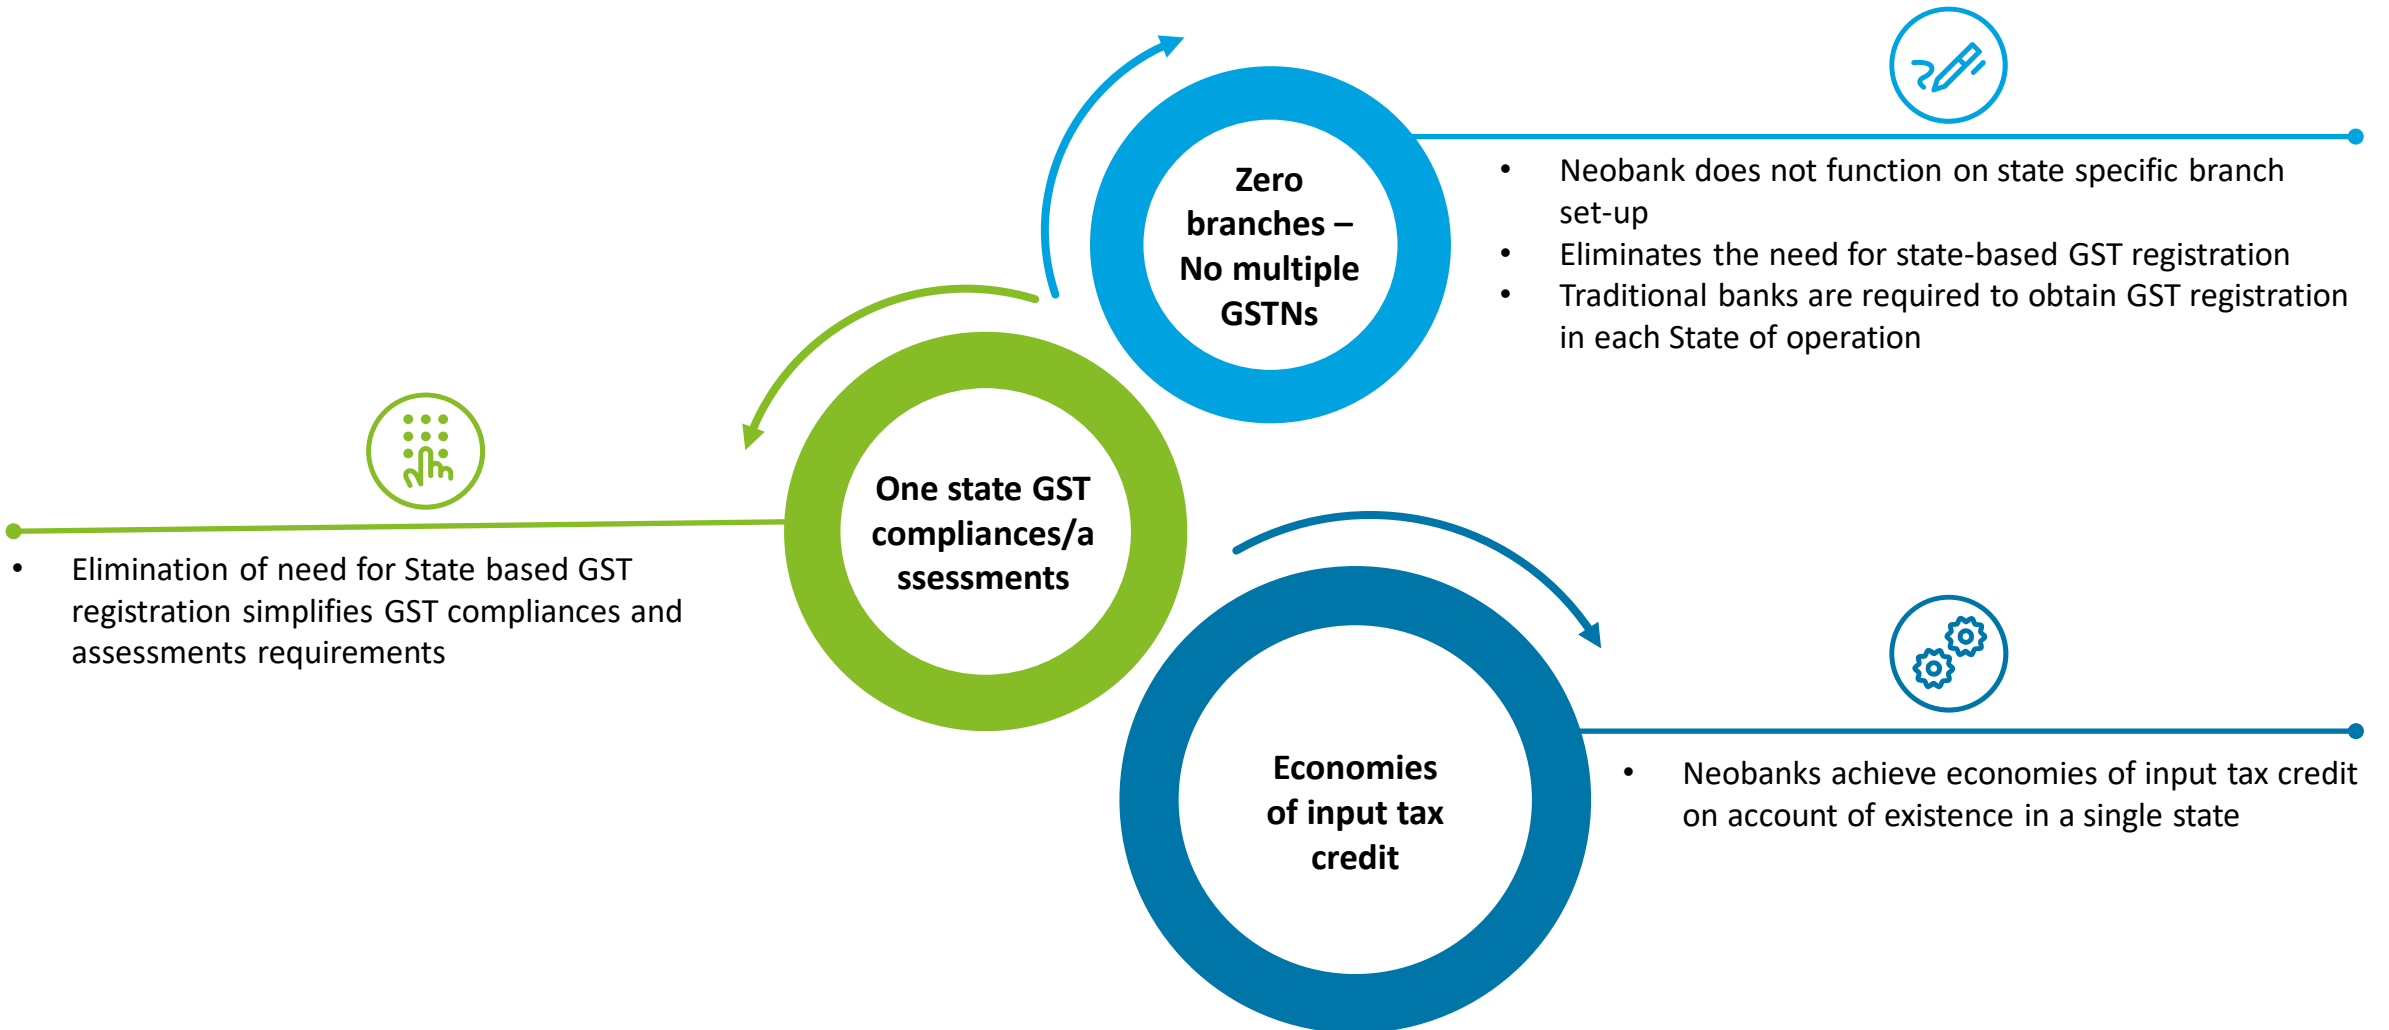 Zero
branches –
No multiple
GSTNs
• Neobank does not function on state specific branch
set-up
• Eliminates the need for state-based GST registration
• Traditional banks are required to obtain GST registration
in each State of operation
One state GST
compliances/a
ssessments
• Elimination of need for State based GST
registration simplifies GST compliances and
assessments requirements
Economies
of input tax
credit
• Neobanks achieve economies of input tax credit
on account of existence in a single state